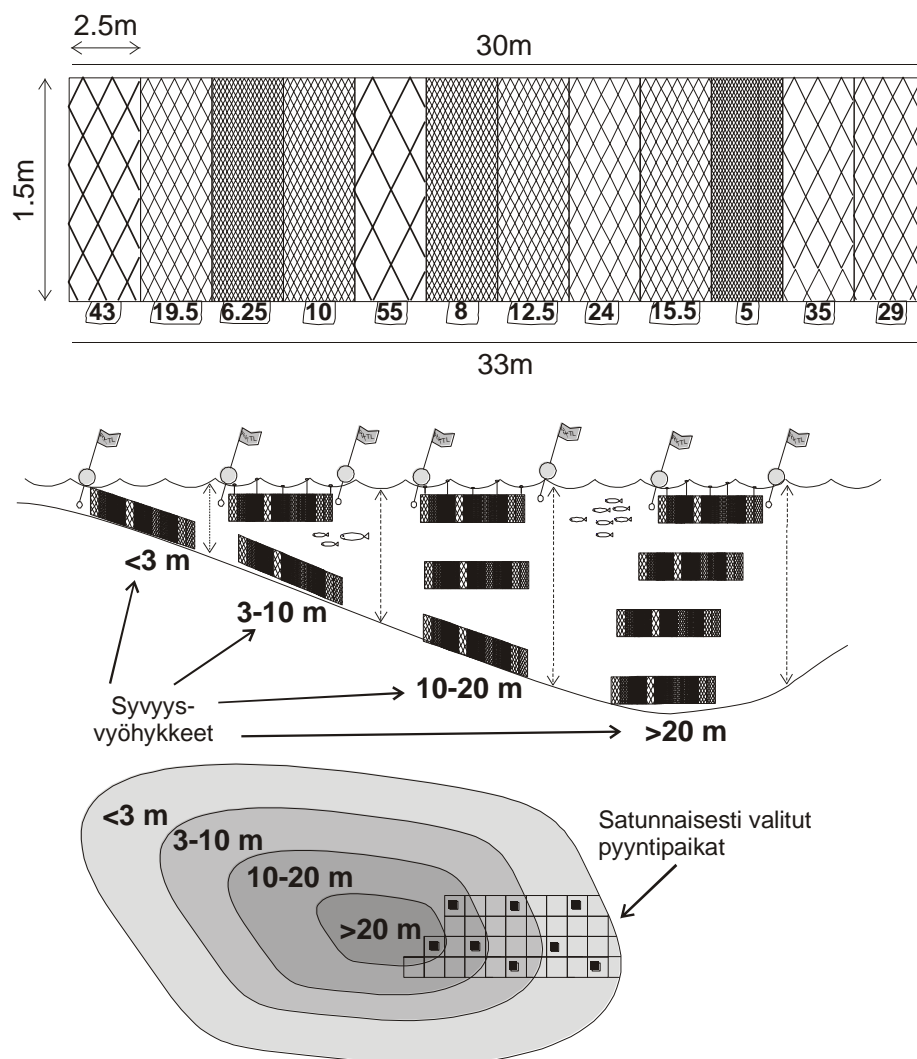 2.5m
30m
1.5m
43 19.5 6.25 10 55 8 12.5 24 15.5 5 35 29
33m
<3 m
3-10 m
10-20 m
>20 m
Syvyys-
vyöhykkeet
<3 m
3-10 m
10-20 m
>20 m
Satunnaisesti valitut
pyyntipaikat